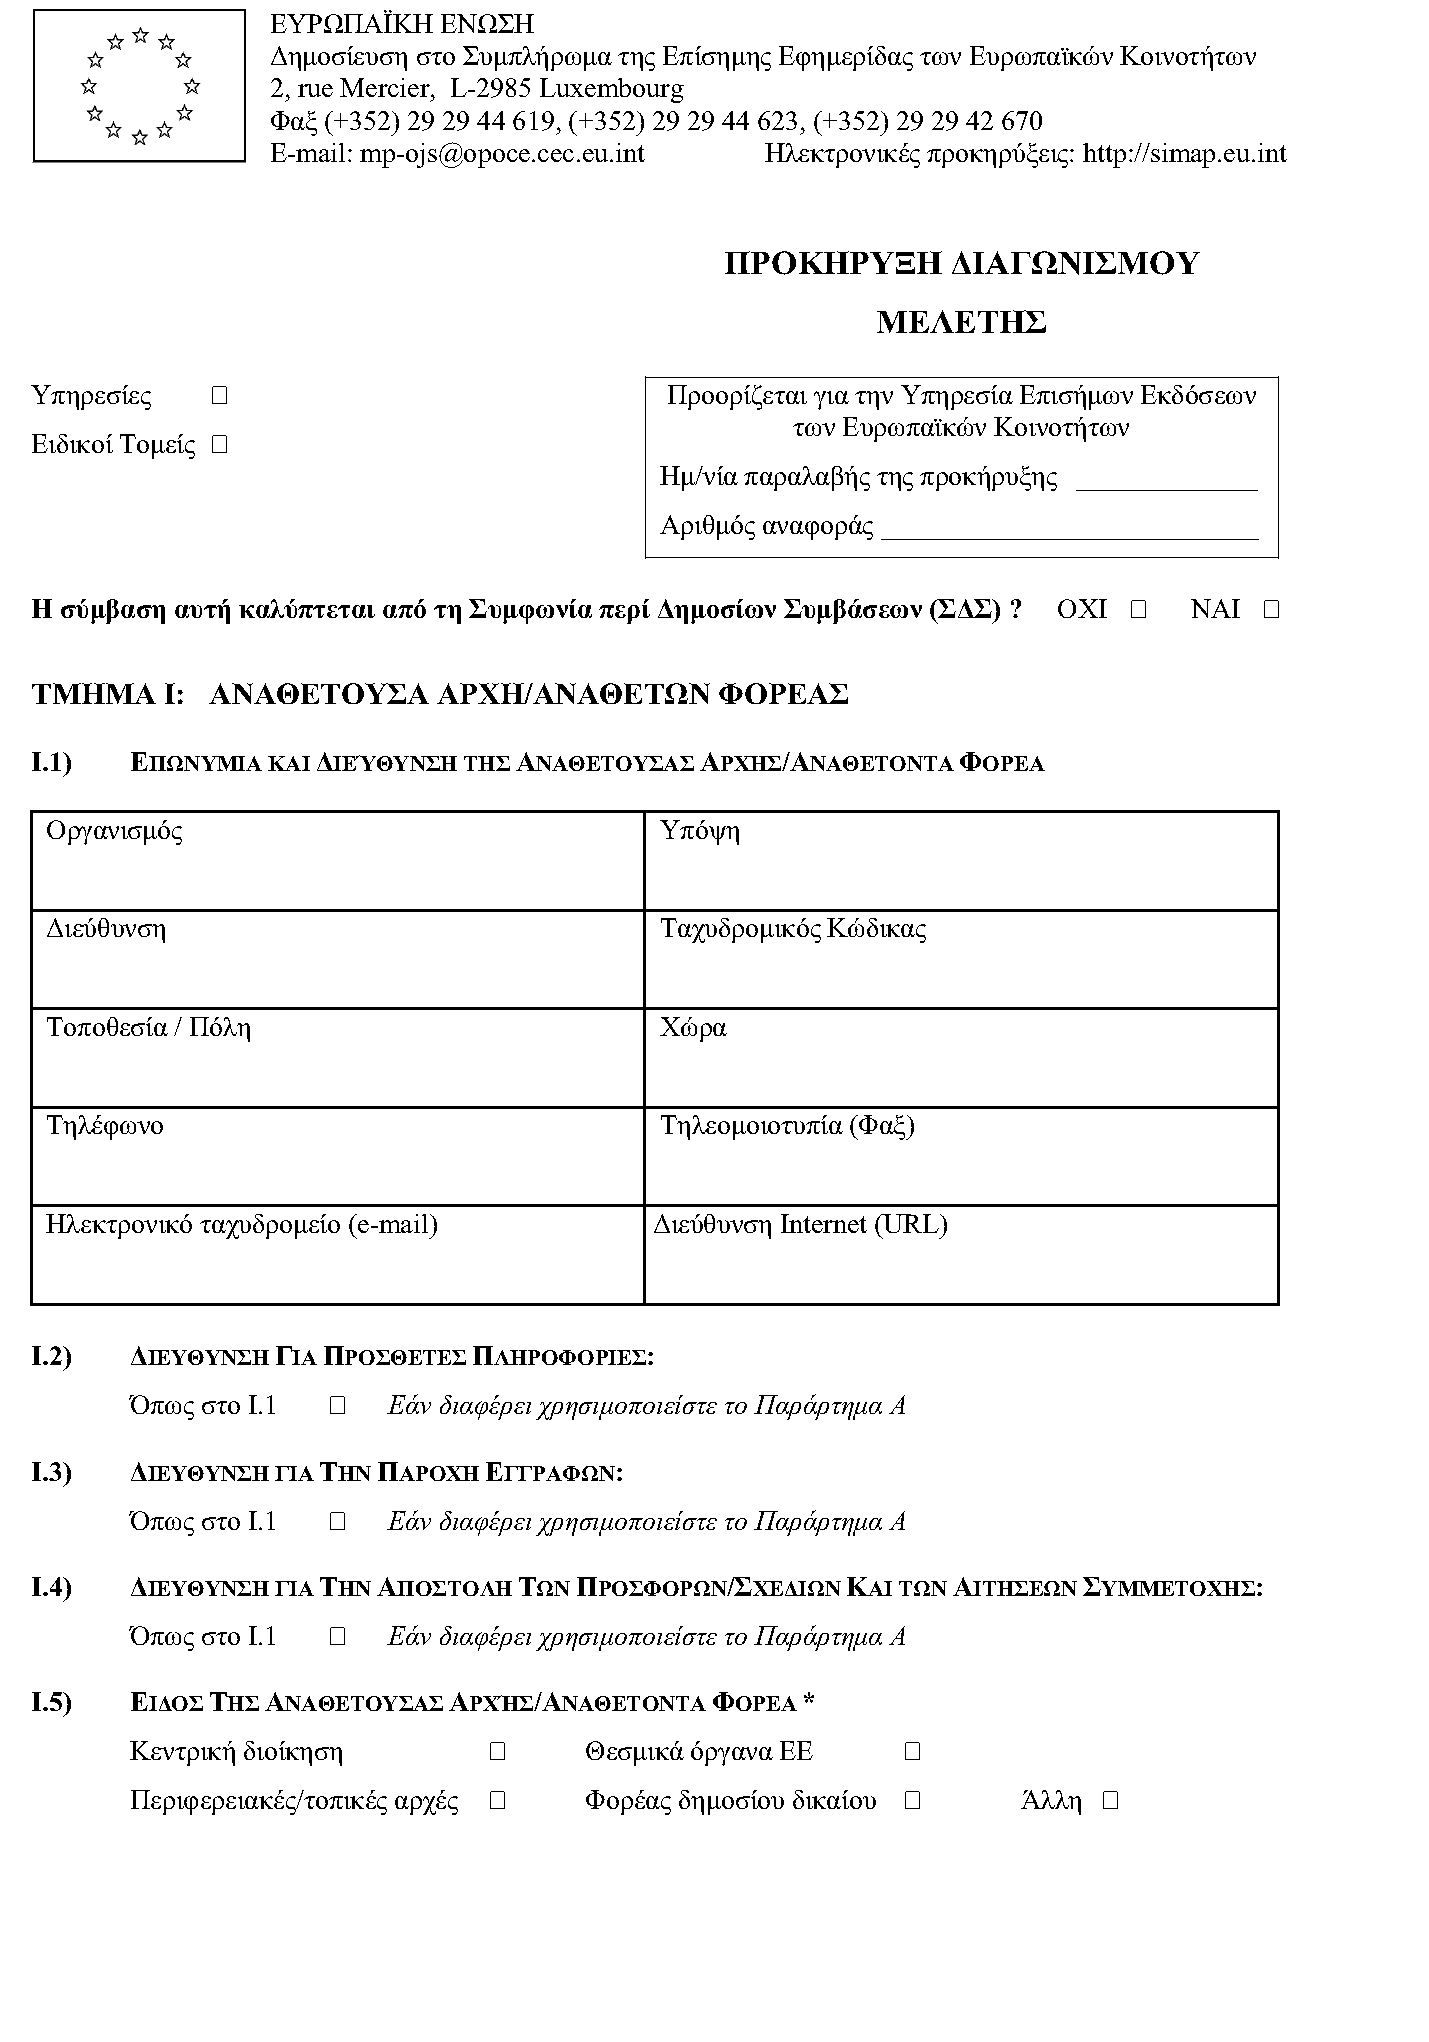 ΕΥΡΩΠΑΪΚΗ ΕΝΩΣΗ
Δημοσίευση στο Συμπλήρωμα της Επίσημης Εφημερίδας των Ευρωπαϊκών Κοινοτήτων
2, rue Mercier, L-2985 Luxembourg
Φαξ (+352) 29 29 44 619, (+352) 29 29 44 623, (+352) 29 29 42 670
E-mail: mp-ojs@opoce.cec.eu.int Ηλεκτρονικές προκηρύξεις: http://simap.eu.int
ΠΡΟΚΗΡΥΞΗ ΔΙΑΓΩΝΙΣΜΟΥ
ΜΕΛΕΤΗΣ
Υπηρεσίες □
Ειδικοί Τομείς □
Προορίζεται για την Υπηρεσία Επισήμων Εκδόσεων
των Ευρωπαϊκών Κοινοτήτων
Ημ/νία παραλαβής της προκήρυξης _____________
Αριθμός αναφοράς ___________________________
Η σύμβαση αυτή καλύπτεται από τη Συμφωνία περί Δημοσίων Συμβάσεων (ΣΔΣ) ? ΟΧΙ □ ΝΑΙ □
ΤΜΗΜΑ Ι: ΑΝΑΘΕΤΟΥΣΑ ΑΡΧΗ/ΑΝΑΘΕΤΩΝ ΦΟΡΕΑΣ
Ι.1) ΕΠΩΝΥΜΙΑ ΚΑΙ ΔΙΕΎΘΥΝΣΗ ΤΗΣ ΑΝΑΘΕΤΟΥΣΑΣ ΑΡΧΗΣ/ΑΝΑΘΕΤΟΝΤΑ ΦΟΡΕΑ
Οργανισμός Υπόψη
Διεύθυνση Ταχυδρομικός Κώδικας
Τοποθεσία / Πόλη Χώρα
Τηλέφωνο Τηλεομοιοτυπία (Φαξ)
Ηλεκτρονικό ταχυδρομείο (e-mail) Διεύθυνση Internet (URL)
Ι.2) ΔΙΕΥΘΥΝΣΗ ΓΙΑ ΠΡΟΣΘΕΤΕΣ ΠΛΗΡΟΦΟΡΙΕΣ:
Όπως στο Ι.1 □ Εάν διαφέρει χρησιμοποιείστε το Παράρτημα Α
Ι.3) ΔΙΕΥΘΥΝΣΗ ΓΙΑ ΤΗΝ ΠΑΡΟΧΗ ΕΓΓΡΑΦΩΝ:
Όπως στο Ι.1 □ Εάν διαφέρει χρησιμοποιείστε το Παράρτημα Α
Ι.4) ΔΙΕΥΘΥΝΣΗ ΓΙΑ ΤΗΝ ΑΠΟΣΤΟΛΗ ΤΩΝ ΠΡΟΣΦΟΡΩΝ/ΣΧΕΔΙΩΝ ΚΑΙ ΤΩΝ ΑΙΤΗΣΕΩΝ ΣΥΜΜΕΤΟΧΗΣ:
Όπως στο Ι.1 □ Εάν διαφέρει χρησιμοποιείστε το Παράρτημα Α
Ι.5) ΕΙΔΟΣ ΤΗΣ ΑΝΑΘΕΤΟΥΣΑΣ ΑΡΧΉΣ/ΑΝΑΘΕΤΟΝΤΑ ΦΟΡΕΑ *
Κεντρική διοίκηση □ Θεσμικά όργανα ΕΕ □
Περιφερειακές/τοπικές αρχές □ Φορέας δημοσίου δικαίου □ Άλλη □